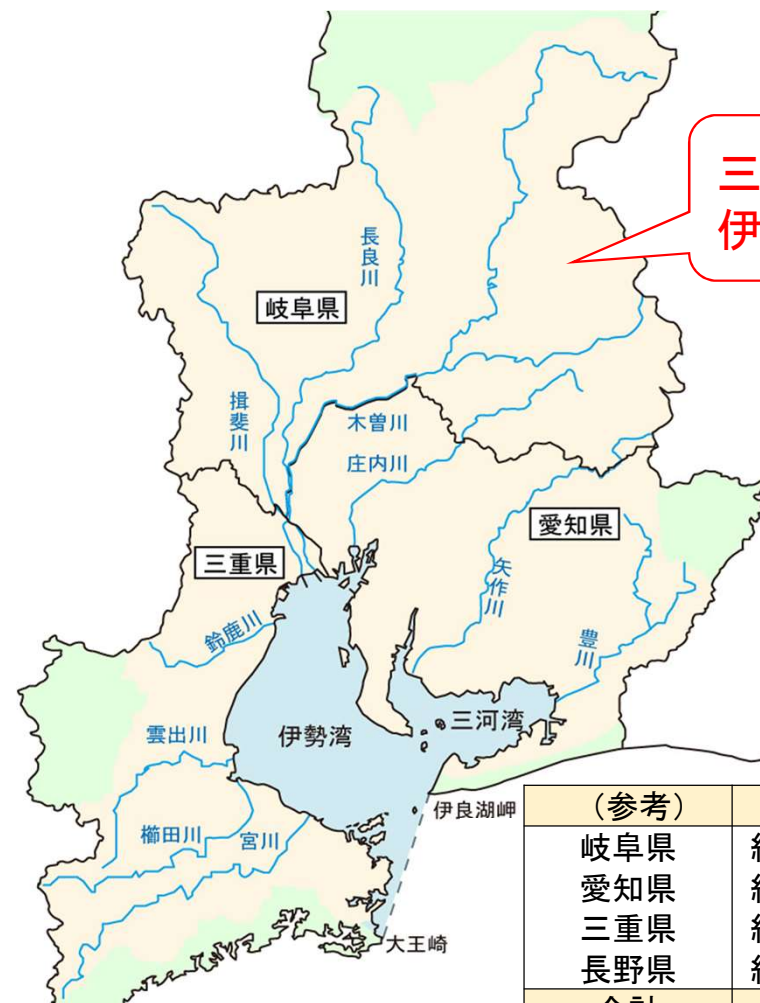 三
伊
長良川
岐阜県
揖斐川
木曽川
庄内川
愛知県
三重県
矢作川
鈴鹿川
豊川
雲出川
伊勢湾
三河湾
伊良湖岬
櫛田川
宮川
大王崎
（参考）
岐阜県
愛知県
三重県
長野県